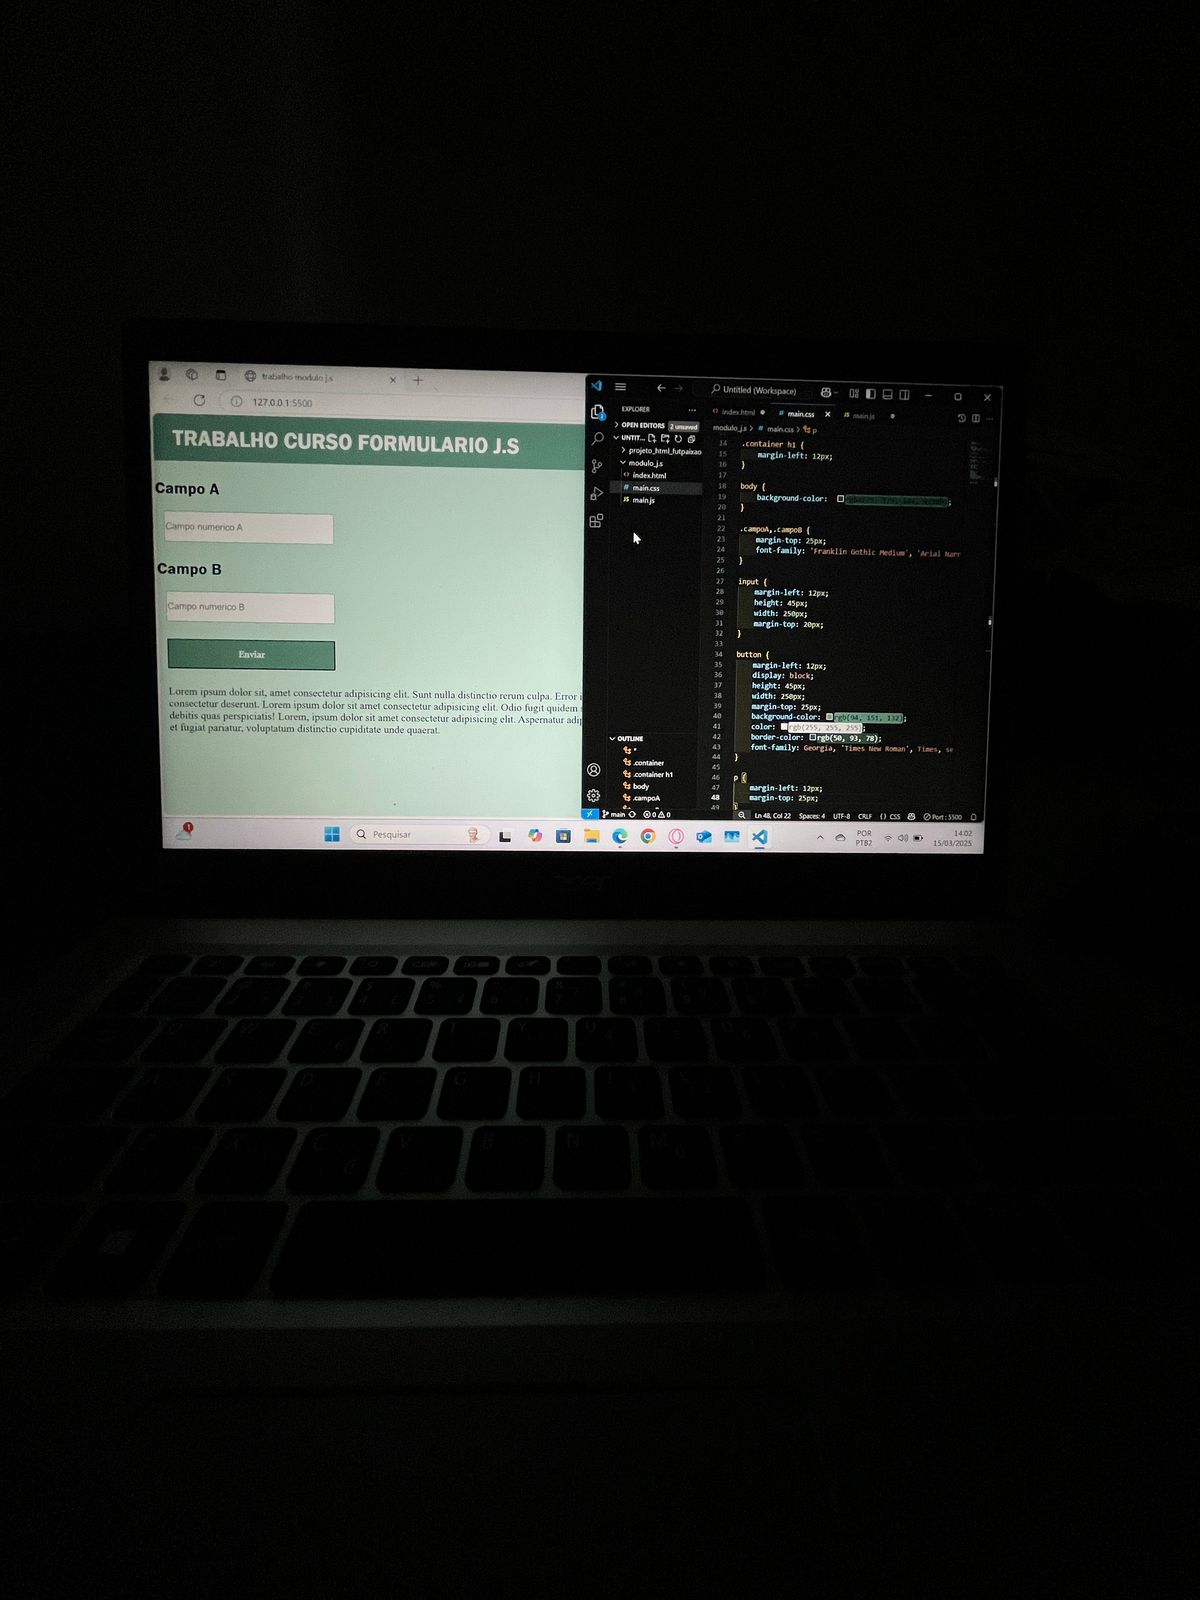 trabalho modulo j.s
127.0.0.1:5500
TRABALHO CURSO FORMULARIO J.S
Campo A
Campo numerico A
Campo B
Campo numerico B
Enviar
Lorem ipsum dolor sit, amet consectetur adipisicing elit. Sunt nulla distinctio rerum culpa. Error i
consectetur deserunt. Lorem ipsum dolor sit amet consectetur adipisicing elit. Odio fugit quidem
debitis quas perspiciatis! Lorem, ipsum dolor sit amet consectetur adipisicing elit. Aspernatur adip
et fugiat pariatur, voluptatum distinctio cupiditate unde quaerat.
Untitled (Workspace)
EXPLORER
OPEN EDITORS 2 unsaved
UNTIT...
projeto_html_futpaixao
modulo_j.s
index.html
main.css
main.js
OUTLINE
*
.container
.container h1
body
.campoA
index.html
main.css
main.js
modulo_j.s > # main.css > p
14 .container h1 {
15 margin-left: 12px;
16 }
17
18 body {
19 background-color:
20 }
21
22 .campoA,.campoB {
23 margin-top: 25px;
24 font-family: 'Franklin Gothic Medium', 'Arial Narr
25 }
26
27 input {
28 margin-left: 12px;
29 height: 45px;
30 width: 250px;
31 margin-top: 20px;
32 }
33
34 button {
35 margin-left: 12px;
36 display: block;
37 height: 45px;
38 width: 250px;
39 margin-top: 25px;
40 background-color: rgb(94, 151, 132);
41 color: rgb(255, 255, 255);
42 border-color: rgb(50, 93, 78);
43 font-family: Georgia, 'Times New Roman', Times, se
44 }
45
46 p {
47 margin-left: 12px;
48 margin-top: 25px;
49 }
main 0 0 Ln 48, Col 22 Spaces: 4 UTF-8 CRLF {} CSS Port : 5500
1
Pesquisar
POR
PTB2
14:02
15/03/2025